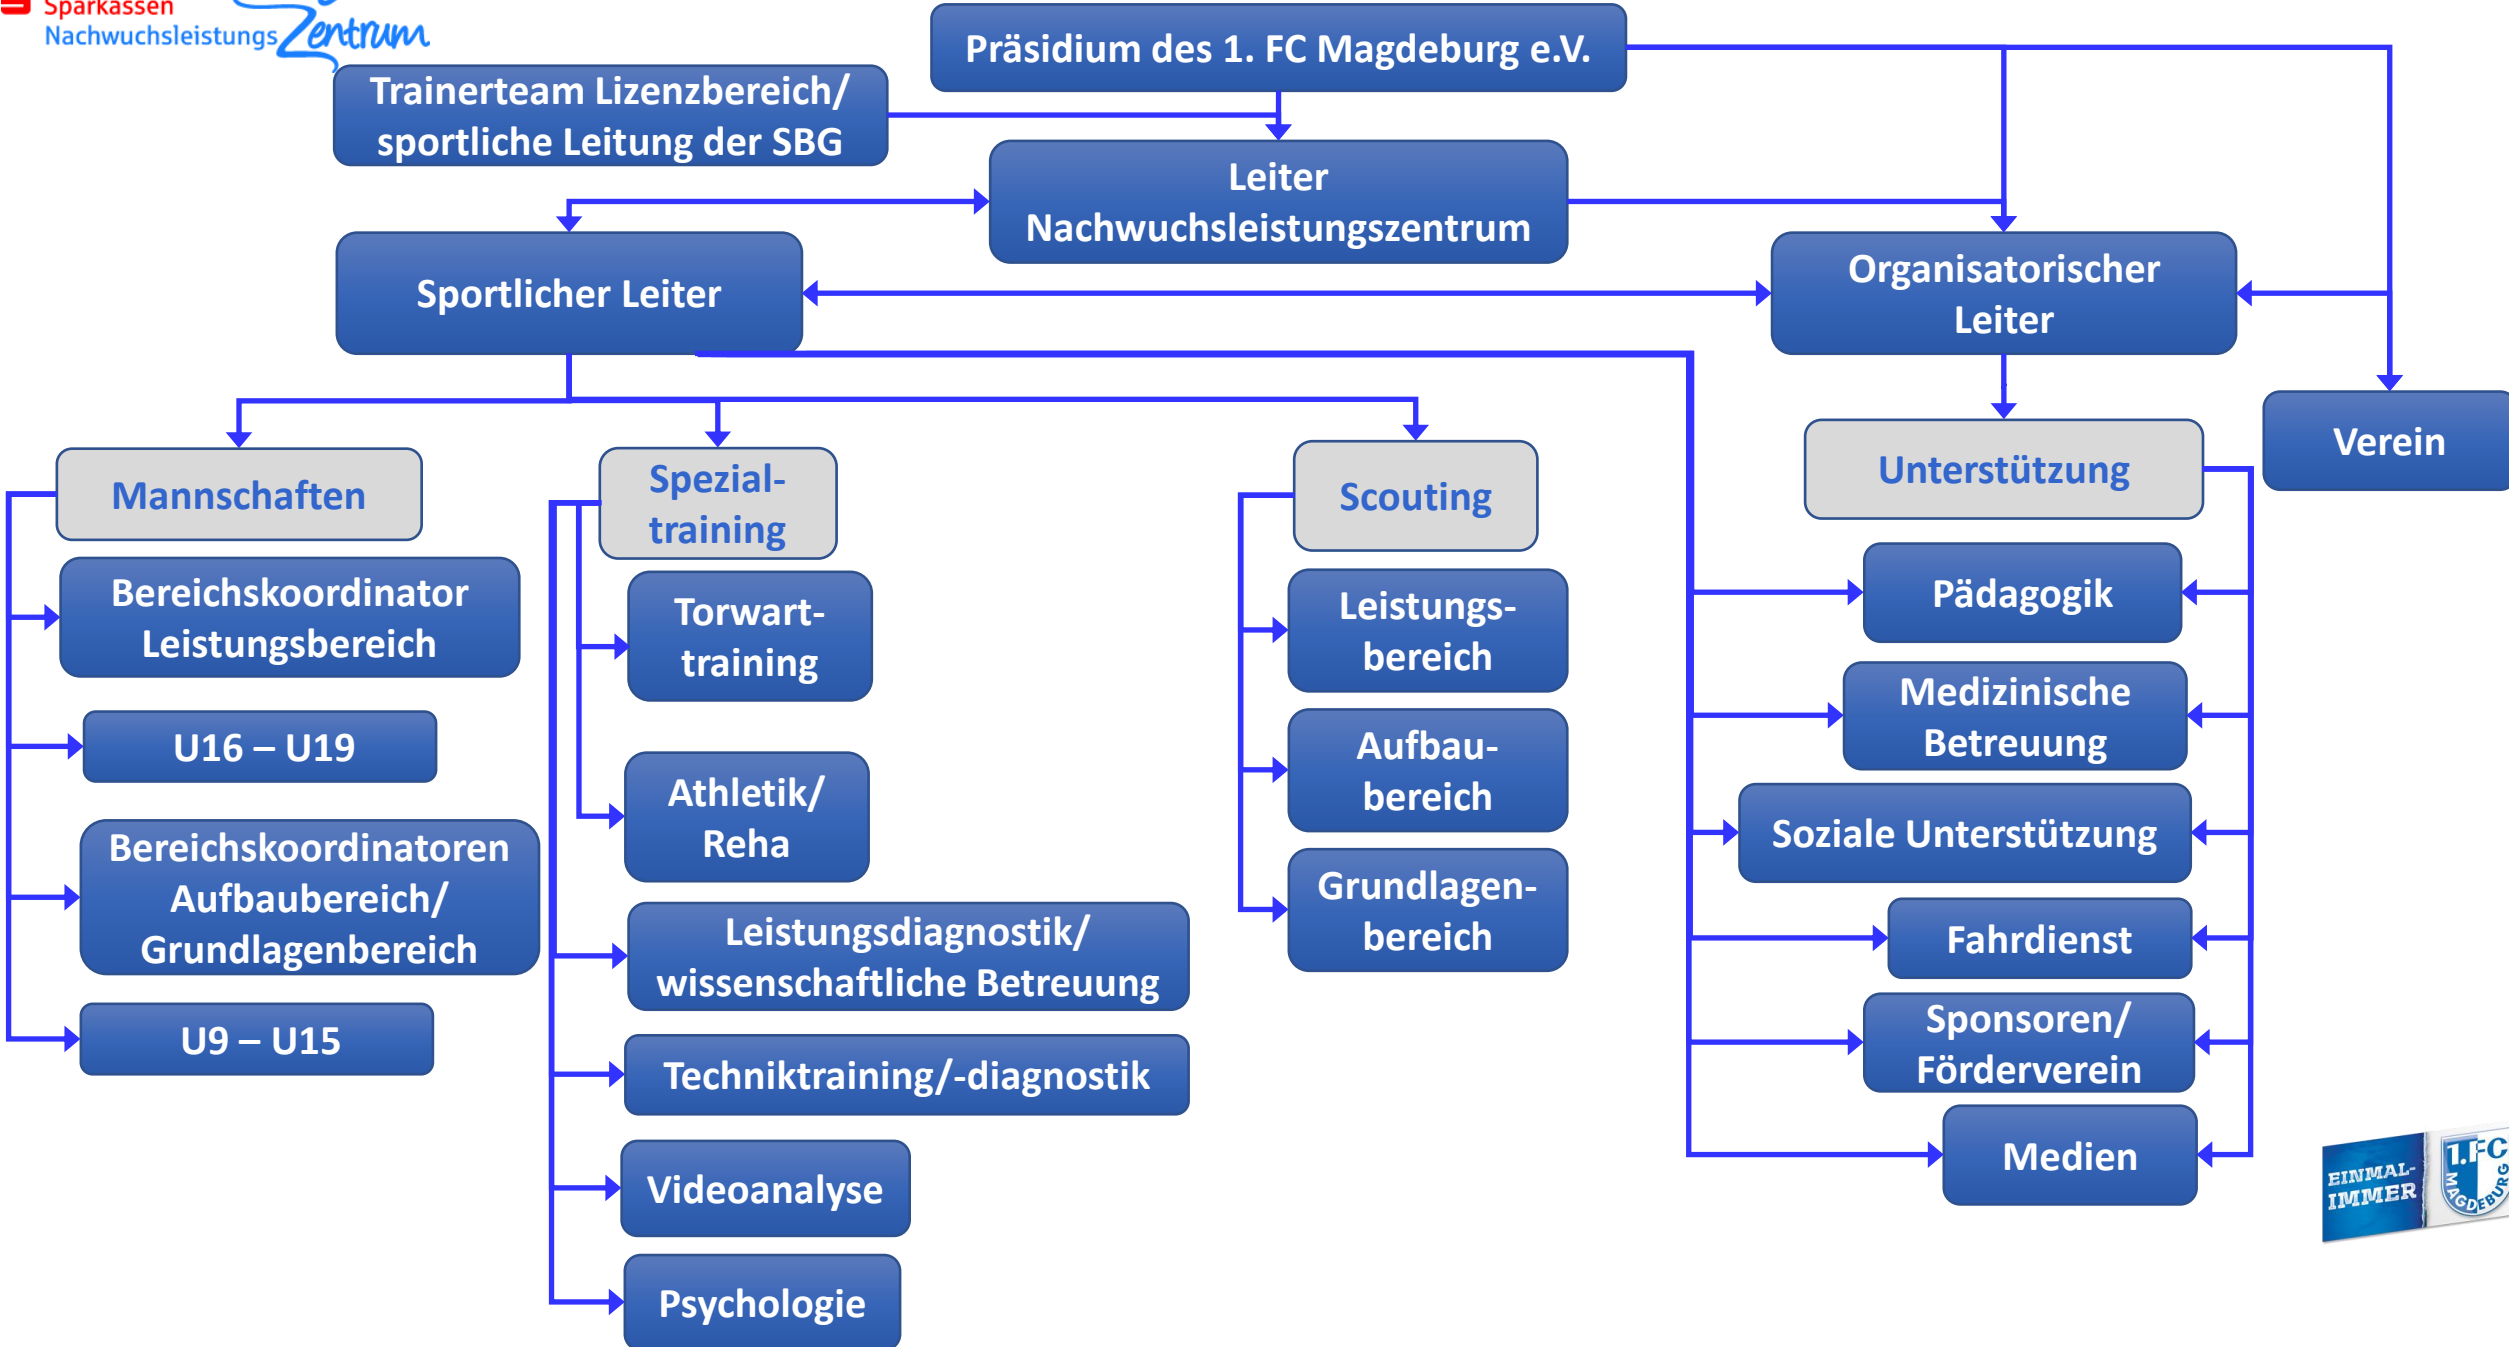 Sparkassen
Nachwuchsleistungs Zentrum
Präsidium des 1. FC Magdeburg e.V.
Trainerteam Lizenzbereich/
sportliche Leitung der SBG
Leiter
Nachwuchsleistungszentrum
Sportlicher Leiter
Organisatorischer
Leiter
Verein
Mannschaften
Bereichskoordinator
Leistungsbereich
U16 – U19
Bereichskoordinatoren
Aufbaubereich/
Grundlagenbereich
U9 – U15
Spezial-
training
Torwart-
training
Athletik/
Reha
Leistungsdiagnostik/
wissenschaftliche Betreuung
Techniktraining/-diagnostik
Videoanalyse
Psychologie
Scouting
Leistungs-
bereich
Aufbau-
bereich
Grundlagen-
bereich
Unterstützung
Pädagogik
Medizinische
Betreuung
Soziale Unterstützung
Fahrdienst
Sponsoren/
Förderverein
Medien
EINMAL-
IMMER
1.FC
MAGDEBURG